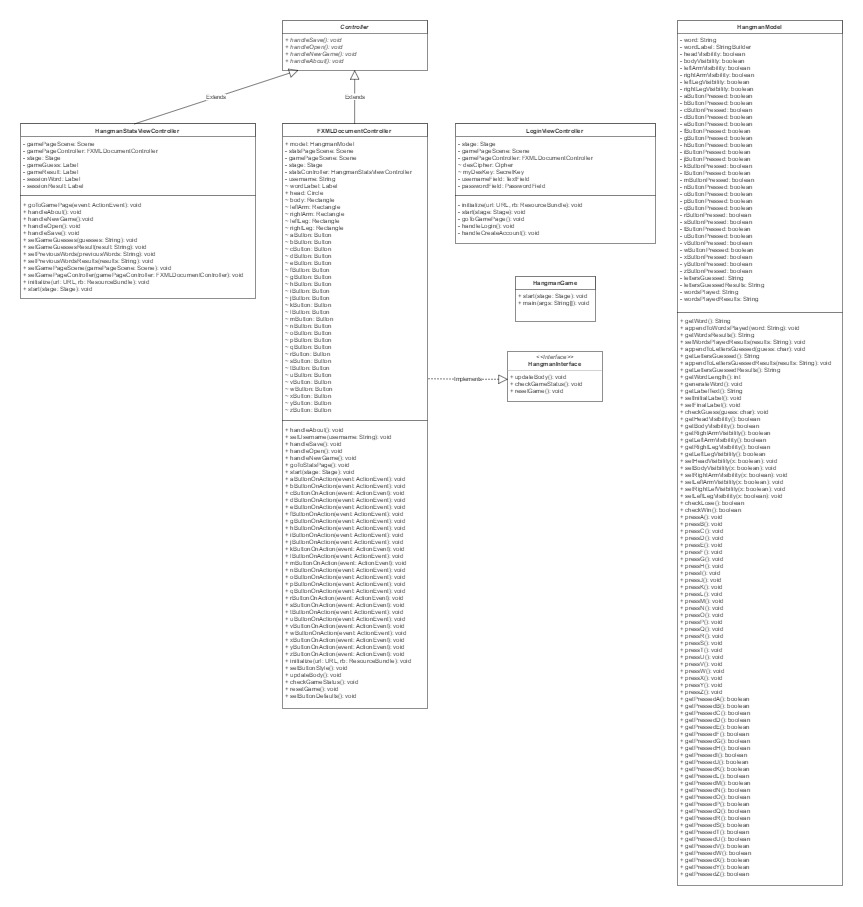 Controller
+ handleSave(): void
+ handleOpen(): void
+ handleNewGame(): void
+ handleAbout(): void
Extends
Extends
HangmanStatsViewController
- gamePageScene: Scene
- gamePageController: FXMLDocumentController
- stage: Stage
- gameGuess: Label
- gameResult: Label
- sessionWord: Label
- sessionResult: Label
+ goToGamePage(event: ActionEvent): void
+ handleAbout(): void
+ handleNewGame(): void
+ handleOpen(): void
+ handleSave(): void
+ setGameGuesses(guesses: String): void
+ setGameGuessesResult(result: String): void
+ setPreviousWords(previousWords: String): void
+ setPreviousWordsResults(results: String): void
+ setGamePageScene(gamePageScene: Scene): void
+ setGamePageController(gamePageController: FXMLDocumentController): void
+ initialize(url: URL, rb: ResourceBundle): void
+ start(stage: Stage): void
FXMLDocumentController
+ model: HangmanModel
- statsPageScene: Scene
- gamePageScene: Scene
- stage: Stage
- statsController: HangmanStatsViewController
- username: String
~ wordLabel: Label
+ head: Circle
+ body: Rectangle
+ leftArm: Rectangle
+ rightArm: Rectangle
+ leftLeg: Rectangle
+ rightLeg: Rectangle
~ aButton: Button
~ bButton: Button
~ cButton: Button
~ dButton: Button
~ eButton: Button
~ fButton: Button
~ gButton: Button
~ hButton: Button
~ iButton: Button
~ jButton: Button
~ kButton: Button
~ lButton: Button
~ mButton: Button
~ nButton: Button
~ oButton: Button
~ pButton: Button
~ qButton: Button
~ rButton: Button
~ sButton: Button
~ tButton: Button
~ uButton: Button
~ vButton: Button
~ wButton: Button
~ xButton: Button
~ yButton: Button
~ zButton: Button
+ handleAbout(): void
+ setUsername(username: String): void
+ handleSave(): void
+ handleOpen(): void
+ handleNewGame(): void
+ goToStatsPage(): void
+ start(stage: Stage): void
+ aButtonOnAction(event: ActionEvent): void
+ bButtonOnAction(event: ActionEvent): void
+ cButtonOnAction(event: ActionEvent): void
+ dButtonOnAction(event: ActionEvent): void
+ eButtonOnAction(event: ActionEvent): void
+ fButtonOnAction(event: ActionEvent): void
+ gButtonOnAction(event: ActionEvent): void
+ hButtonOnAction(event: ActionEvent): void
+ iButtonOnAction(event: ActionEvent): void
+ jButtonOnAction(event: ActionEvent): void
+ kButtonOnAction(event: ActionEvent): void
+ lButtonOnAction(event: ActionEvent): void
+ mButtonOnAction(event: ActionEvent): void
+ nButtonOnAction(event: ActionEvent): void
+ oButtonOnAction(event: ActionEvent): void
+ pButtonOnAction(event: ActionEvent): void
+ qButtonOnAction(event: ActionEvent): void
+ rButtonOnAction(event: ActionEvent): void
+ sButtonOnAction(event: ActionEvent): void
+ tButtonOnAction(event: ActionEvent): void
+ uButtonOnAction(event: ActionEvent): void
+ vButtonOnAction(event: ActionEvent): void
+ wButtonOnAction(event: ActionEvent): void
+ xButtonOnAction(event: ActionEvent): void
+ yButtonOnAction(event: ActionEvent): void
+ zButtonOnAction(event: ActionEvent): void
+ initialize(url: URL, rb: ResourceBundle): void
+ setButtonStyle(): void
+ updateBody(): void
+ checkGameStatus(): void
+ resetGame(): void
+ setButtonDefaults(): void
LoginViewController
- stage: Stage
- gamePageScene: Scene
- gamePageController: FXMLDocumentController
~ desCipher: Cipher
~ myDesKey: SecretKey
- usernameField: TextField
- passwordField: PasswordField
- initialize(url: URL, rb: ResourceBundle): void
- start(stage: Stage): void
- goToGamePage(): void
- handleLogin(): void
- handleCreateAccount(): void
HangmanGame
+ start(stage: Stage): void
+ main(args: String[]): void
Implements
<<Interface>>
HangmanInterface
+ updateBody(): void
+ checkGameStatus(): void
+ resetGame(): void
HangmanModel
- word: String
- wordLabel: StringBuilder
- headVisibility: boolean
- bodyVisibility: boolean
- leftArmVisibility: boolean
- rightArmVisibility: boolean
- leftLegVisibility: boolean
- rightLegVisibility: boolean
- aButtonPressed: boolean
- bButtonPressed: boolean
- cButtonPressed: boolean
- dButtonPressed: boolean
- eButtonPressed: boolean
- fButtonPressed: boolean
- gButtonPressed: boolean
- hButtonPressed: boolean
- iButtonPressed: boolean
- jButtonPressed: boolean
- kButtonPressed: boolean
- lButtonPressed: boolean
- mButtonPressed: boolean
- nButtonPressed: boolean
- oButtonPressed: boolean
- pButtonPressed: boolean
- qButtonPressed: boolean
- rButtonPressed: boolean
- sButtonPressed: boolean
- tButtonPressed: boolean
- uButtonPressed: boolean
- vButtonPressed: boolean
- wButtonPressed: boolean
- xButtonPressed: boolean
- yButtonPressed: boolean
- zButtonPressed: boolean
- lettersGuessed: String
- lettersGuessedResults: String
- wordsPlayed: String
- wordsPlayedResults: String
+ getWord(): String
+ appendToWordsPlayed(word: String): void
+ getWordsResults(): String
+ setWordsPlayedResults(results: String): void
+ appendToLettersGuessed(guess: char): void
+ getLettersGuessed(): String
+ appendToLettersGuessedResults(results: String): void
+ getLettersGuessedResults(): String
+ getWordLength(): int
+ generateWord(): void
+ getLabelText(): String
+ setInitialLabel(): void
+ setFinalLabel(): void
+ checkGuess(guess: char): void
+ getHeadVisibility(): boolean
+ getBodyVisibility(): boolean
+ getRightArmVisibility(): boolean
+ getLeftArmVisibility(): boolean
+ getRightLegVisibility(): boolean
+ getLeftLegVisibility(): boolean
+ setHeadVisibility(x: boolean): void
+ setBodyVisibility(x: boolean): void
+ setRightArmVisibility(x: boolean): void
+ setLeftArmVisibility(x: boolean): void
+ setRightLefVisibility(x: boolean): void
+ setLeftLegVisibility(x: boolean): void
+ checkLose(): boolean
+ checkWin(): boolean
+ pressA(): void
+ pressB(): void
+ pressC(): void
+ pressD(): void
+ pressE(): void
+ pressF(): void
+ pressG(): void
+ pressH(): void
+ pressI(): void
+ pressJ(): void
+ pressK(): void
+ pressL(): void
+ pressM(): void
+ pressN(): void
+ pressO(): void
+ pressP(): void
+ pressQ(): void
+ pressR(): void
+ pressS(): void
+ pressT(): void
+ pressU(): void
+ pressV(): void
+ pressW(): void
+ pressX(): void
+ pressY(): void
+ pressZ(): void
+ getPressedA(): boolean
+ getPressedB(): boolean
+ getPressedC(): boolean
+ getPressedD(): boolean
+ getPressedE(): boolean
+ getPressedF(): boolean
+ getPressedG(): boolean
+ getPressedH(): boolean
+ getPressedI(): boolean
+ getPressedJ(): boolean
+ getPressedK(): boolean
+ getPressedL(): boolean
+ getPressedM(): boolean
+ getPressedN(): boolean
+ getPressedO(): boolean
+ getPressedP(): boolean
+ getPressedQ(): boolean
+ getPressedR(): boolean
+ getPressedS(): boolean
+ getPressedT(): boolean
+ getPressedU(): boolean
+ getPressedV(): boolean
+ getPressedW(): boolean
+ getPressedX(): boolean
+ getPressedY(): boolean
+ getPressedZ(): boolean